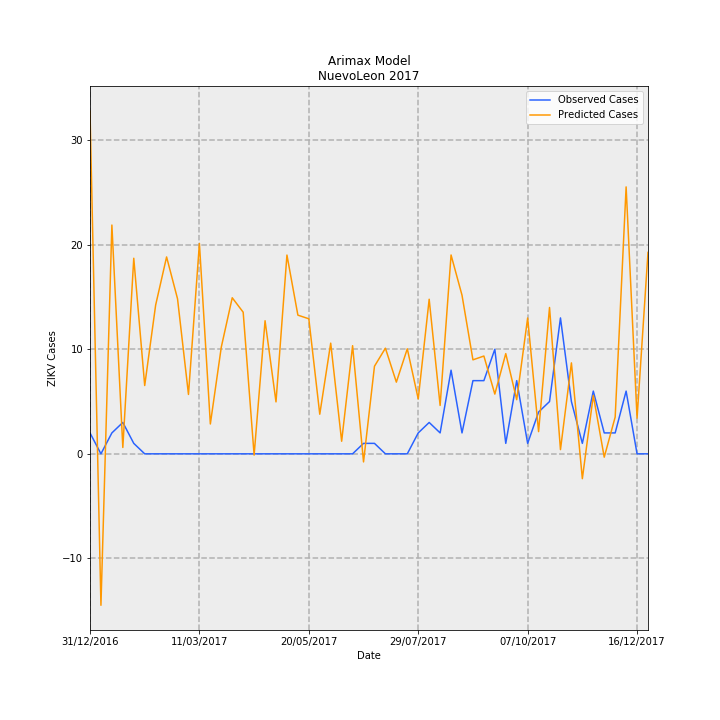 Arimax Model
NuevoLeon 2017
Observed Cases
Predicted Cases
30
20
10
0
−10
ZIKV Cases
31/12/2016
11/03/2017
20/05/2017
29/07/2017
07/10/2017
16/12/2017
Date